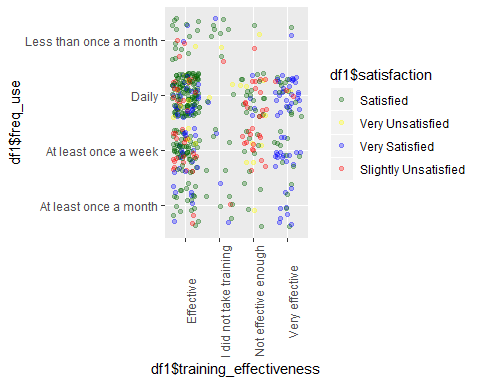 df1$freq_use
Less than once a month
Daily
At least once a week
At least once a month
Effective
I did not take training
Not effective enough
Very effective
df1$training_effectiveness
df1$satisfaction
Satisfied
Very Unsatisfied
Very Satisfied
Slightly Unsatisfied